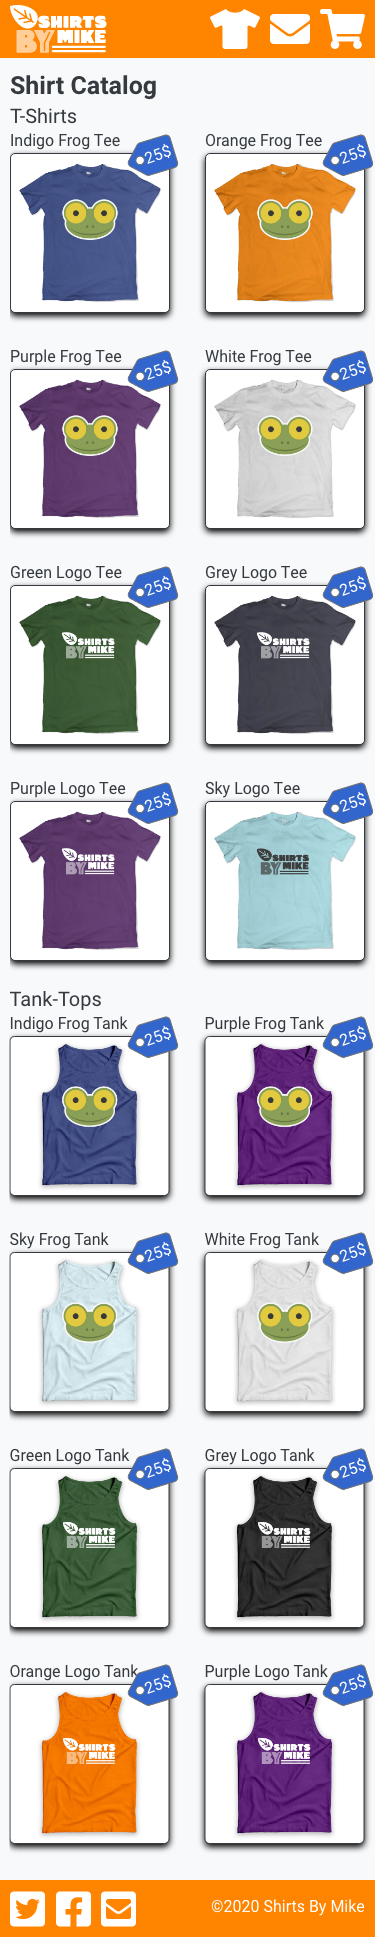 SHIRTS
BY MIKE
Shirt Catalog
T-Shirts
Indigo Frog Tee
25$
Orange Frog Tee
25$
Purple Frog Tee
25$
White Frog Tee
25$
Green Logo Tee
25$
SHIRTS
BY MIKE
Grey Logo Tee
25$
SHIRTS
BY MIKE
Purple Logo Tee
25$
SHIRTS
BY MIKE
Sky Logo Tee
25$
SHIRTS
BY MIKE
Tank-Tops
Indigo Frog Tank
25$
Purple Frog Tank
25$
Sky Frog Tank
25$
White Frog Tank
25$
Green Logo Tank
25$
SHIRTS
BY MIKE
Grey Logo Tank
25$
SHIRTS
BY MIKE
Orange Logo Tank
25$
SHIRTS
BY MIKE
Purple Logo Tank
25$
SHIRTS
BY MIKE
©2020 Shirts By Mike